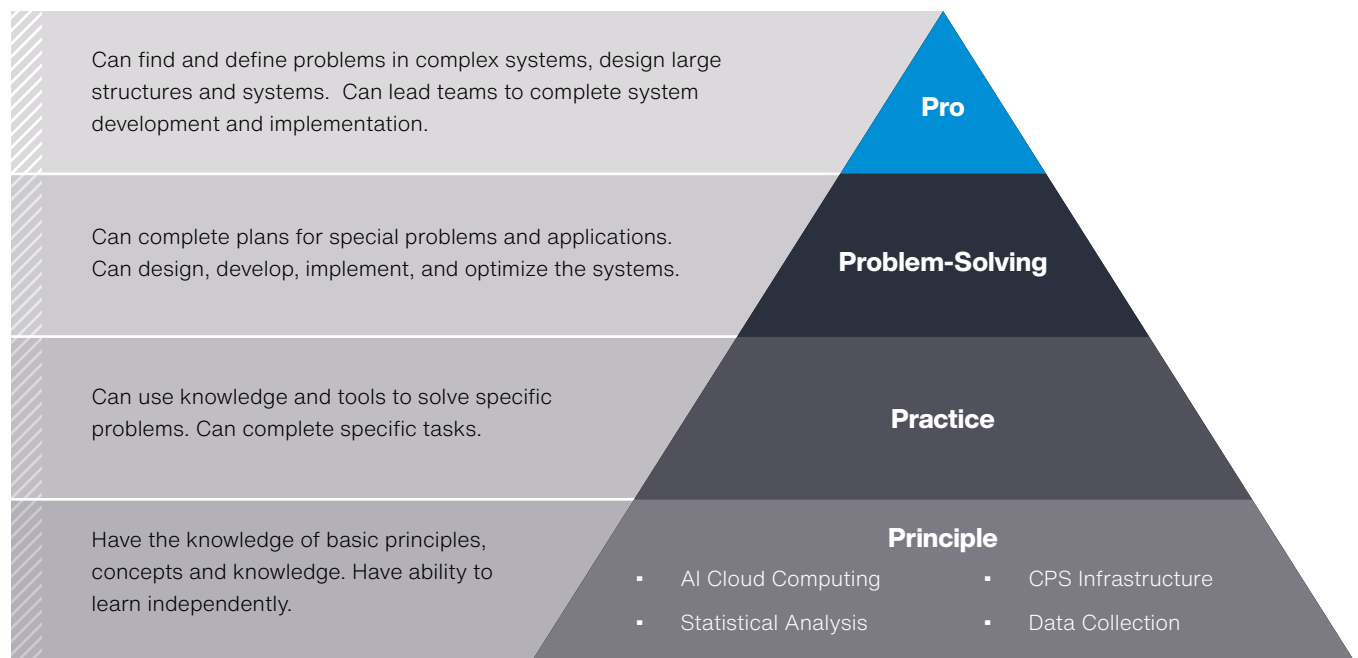 Can find and define problems in complex systems, design large
structures and systems.  Can lead teams to complete system
development and implementation.
Pro
Can complete plans for special problems and applications.
Can design, develop, implement, and optimize the systems.
Problem-Solving
Can use knowledge and tools to solve specific
problems. Can complete specific tasks.
Practice
Have the knowledge of basic principles,
concepts and knowledge. Have ability to
learn independently.
Principle
▪ AI Cloud Computing
▪ Statistical Analysis
▪ CPS Infrastructure
▪ Data Collection